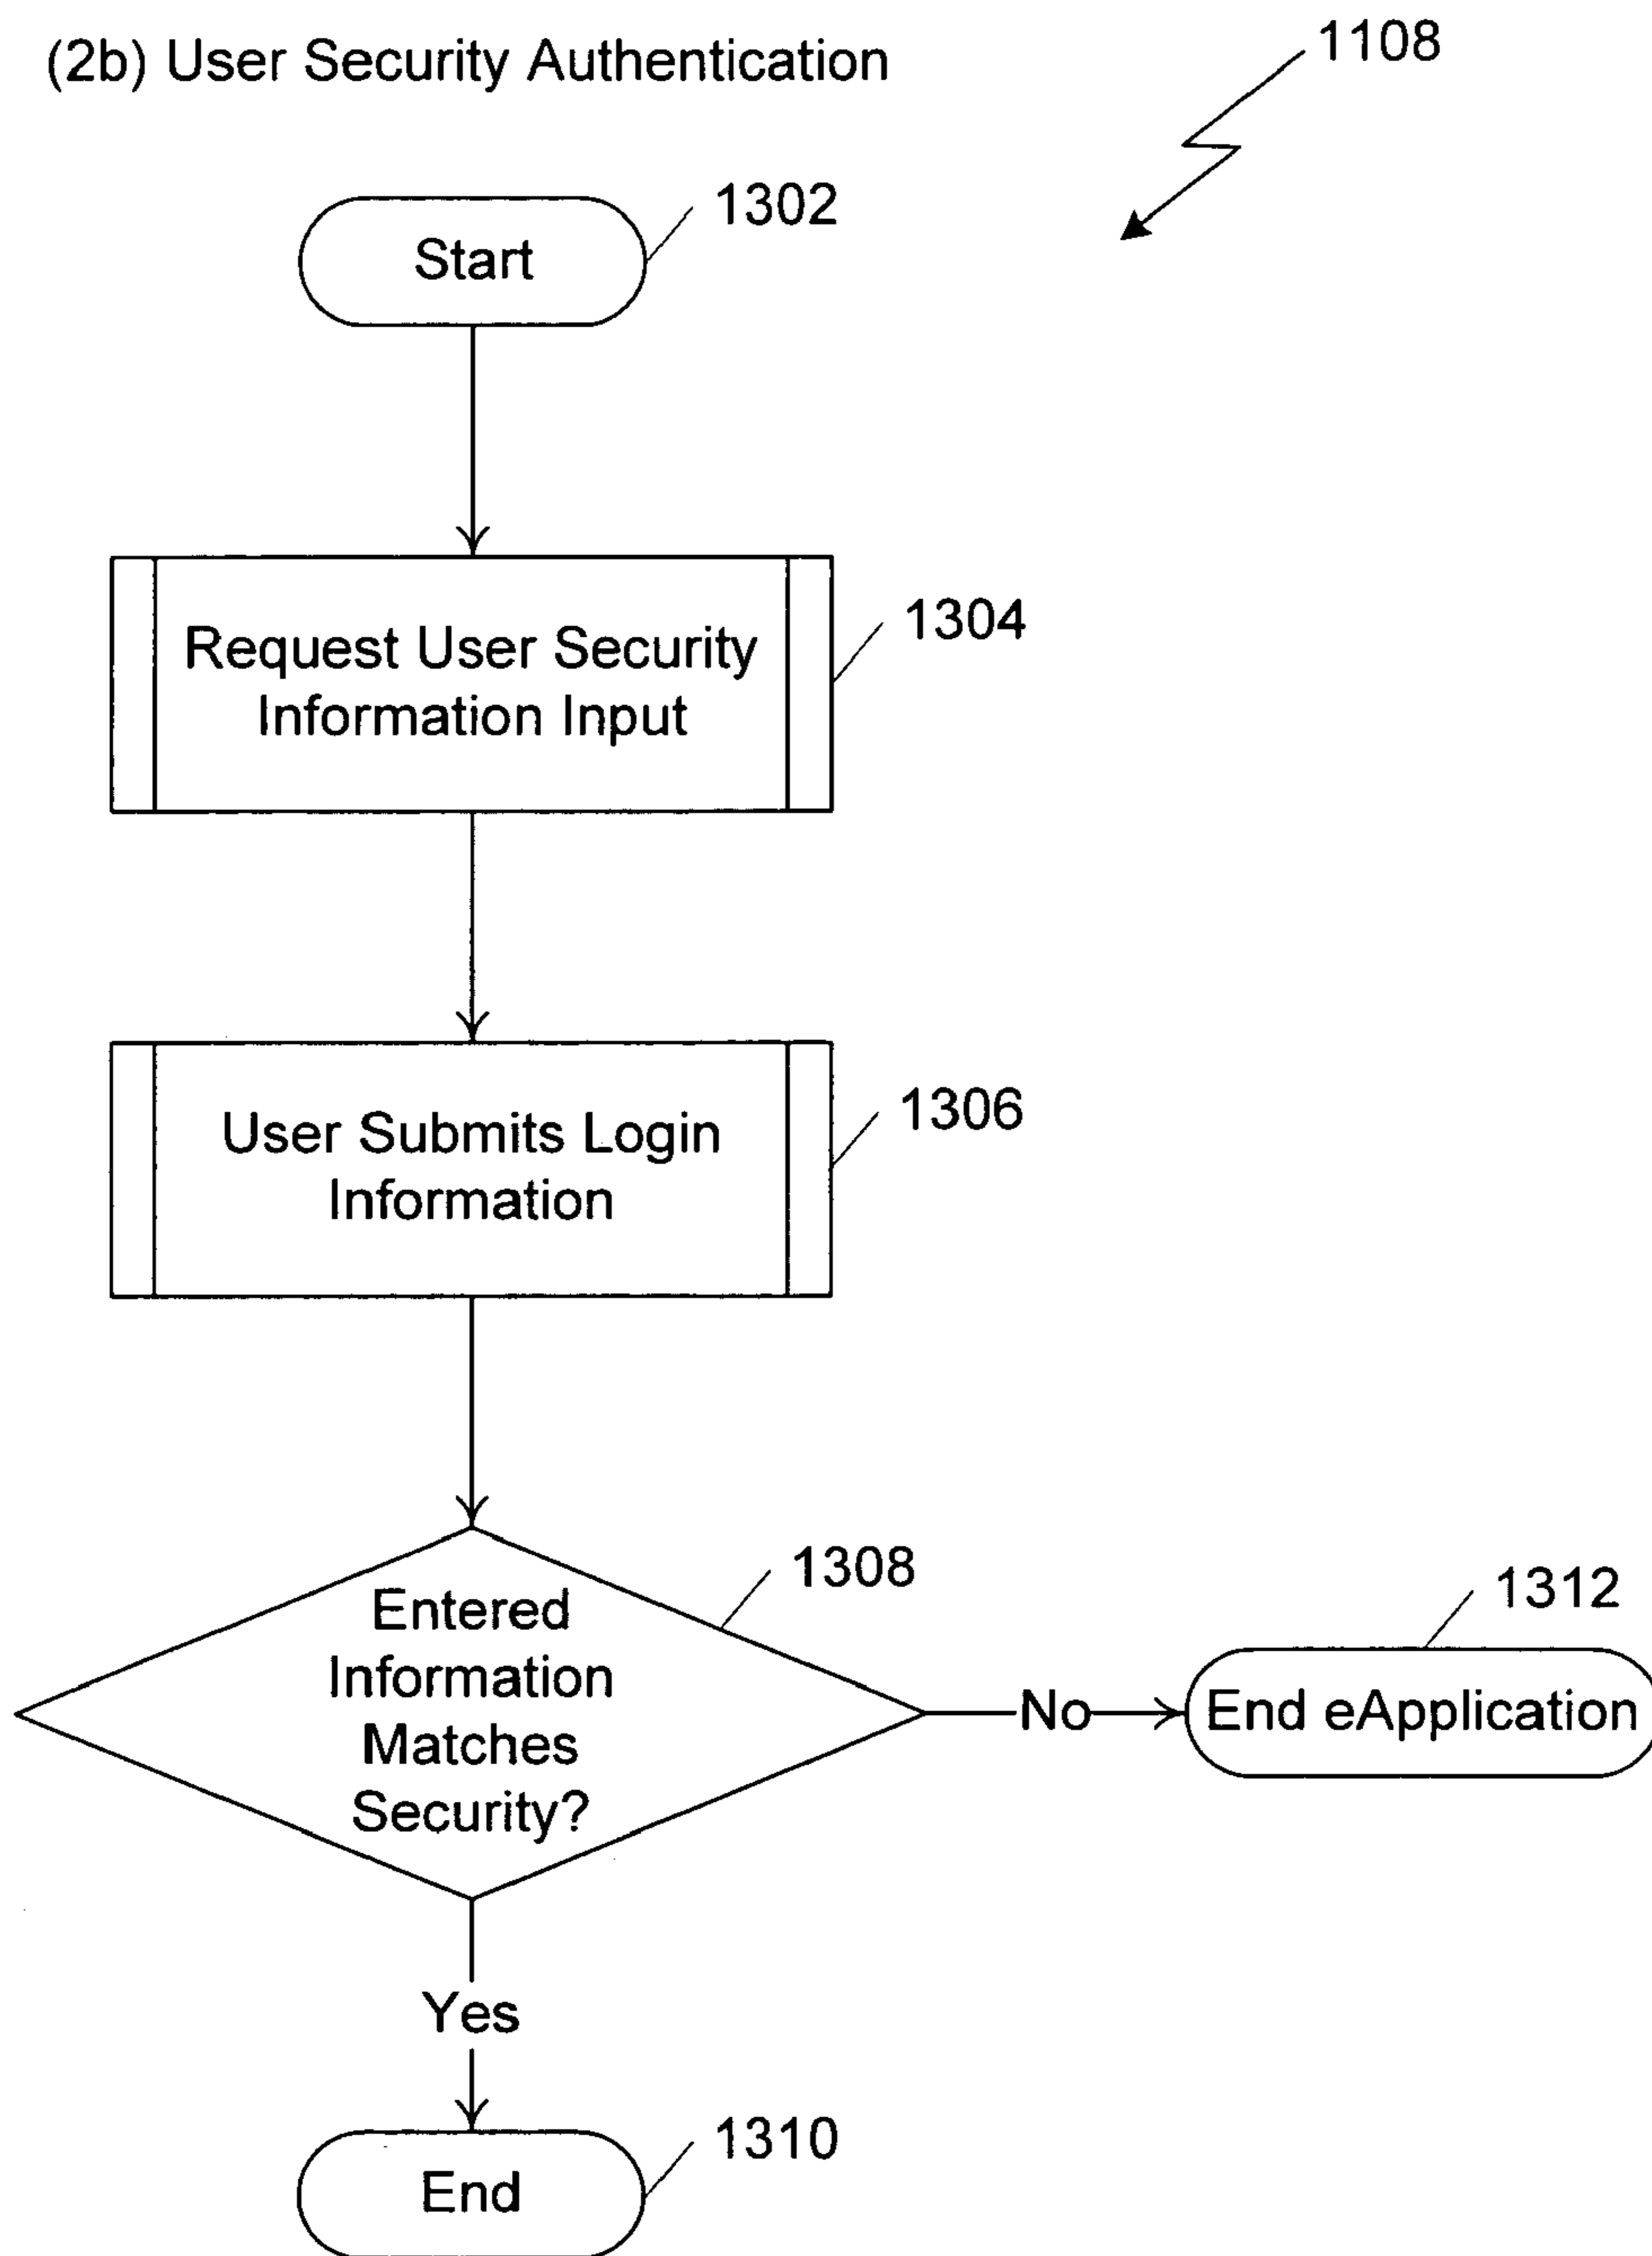 (2b) User Security Authentication
1108
1302
Start
1304
Request User Security
Information Input
1306
User Submits Login
Information
1308
Entered
Information
Matches
Security?
1312
No
End eApplication
Yes
1310
End